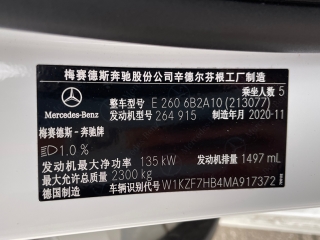 梅赛德斯奔驰股份公司辛德尔芬根工厂制造
乘坐人数 5
Mercedes-Benz
整车型号 E 260 6B2A10 (213077)
发动机型号 264 915 制造年月 2020-11
梅赛德斯-奔驰牌
1.0 %
发动机最大净功率 135 kW 发动机排量 1497 mL
最大允许总质量 2300 kg
德国制造 车辆识别代号 W1KZF7HB4MA917372